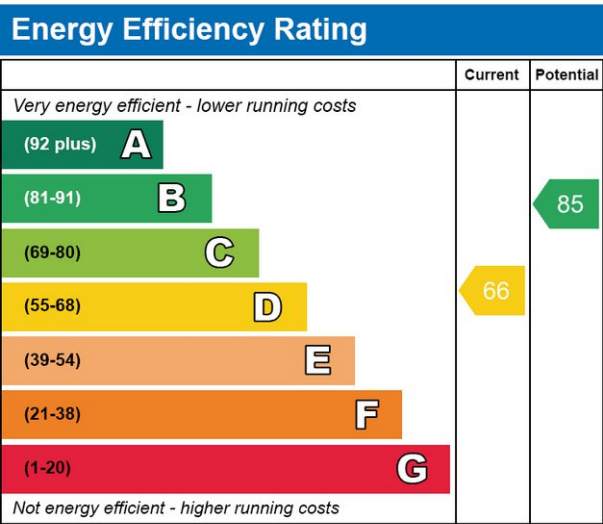 Energy Efficiency Rating
Current Potential
Very energy efficient - lower running costs
(92 plus) A
(81-91) B
85
(69-80) C
(55-68) D
66
(39-54) E
(21-38) F
(1-20) G
Not energy efficient - higher running costs